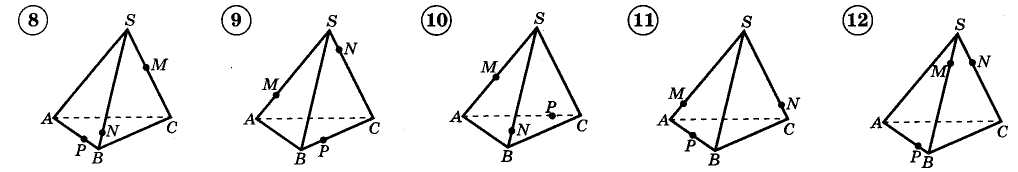 8 9 10 11 12
S S S S S
M N M M N
M N M N
A N C A C A P C A C A C
P B B P N B P B P B